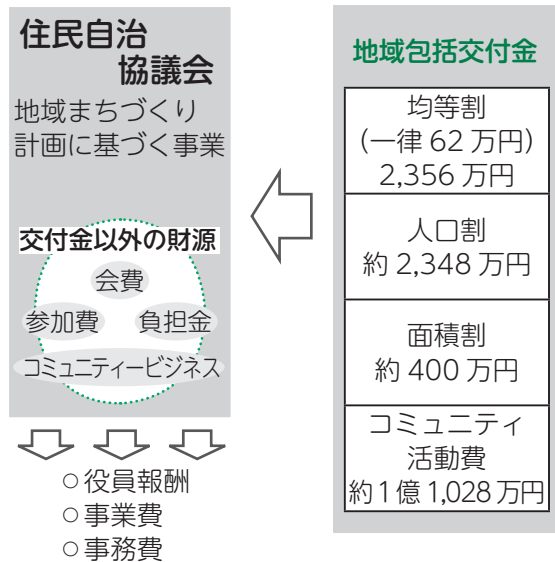 住民自治
協議会
地域まちづくり
計画に基づく事業
交付金以外の財源
会費
参加費 負担金
コミュニティービジネス
○役員報酬
○事業費
○事務費
地域包括交付金
均等割
(一律 62 万円)
2,356 万円
人口割
約 2,348 万円
面積割
約 400 万円
コミュニティ
活動費
約1億 1,028 万円